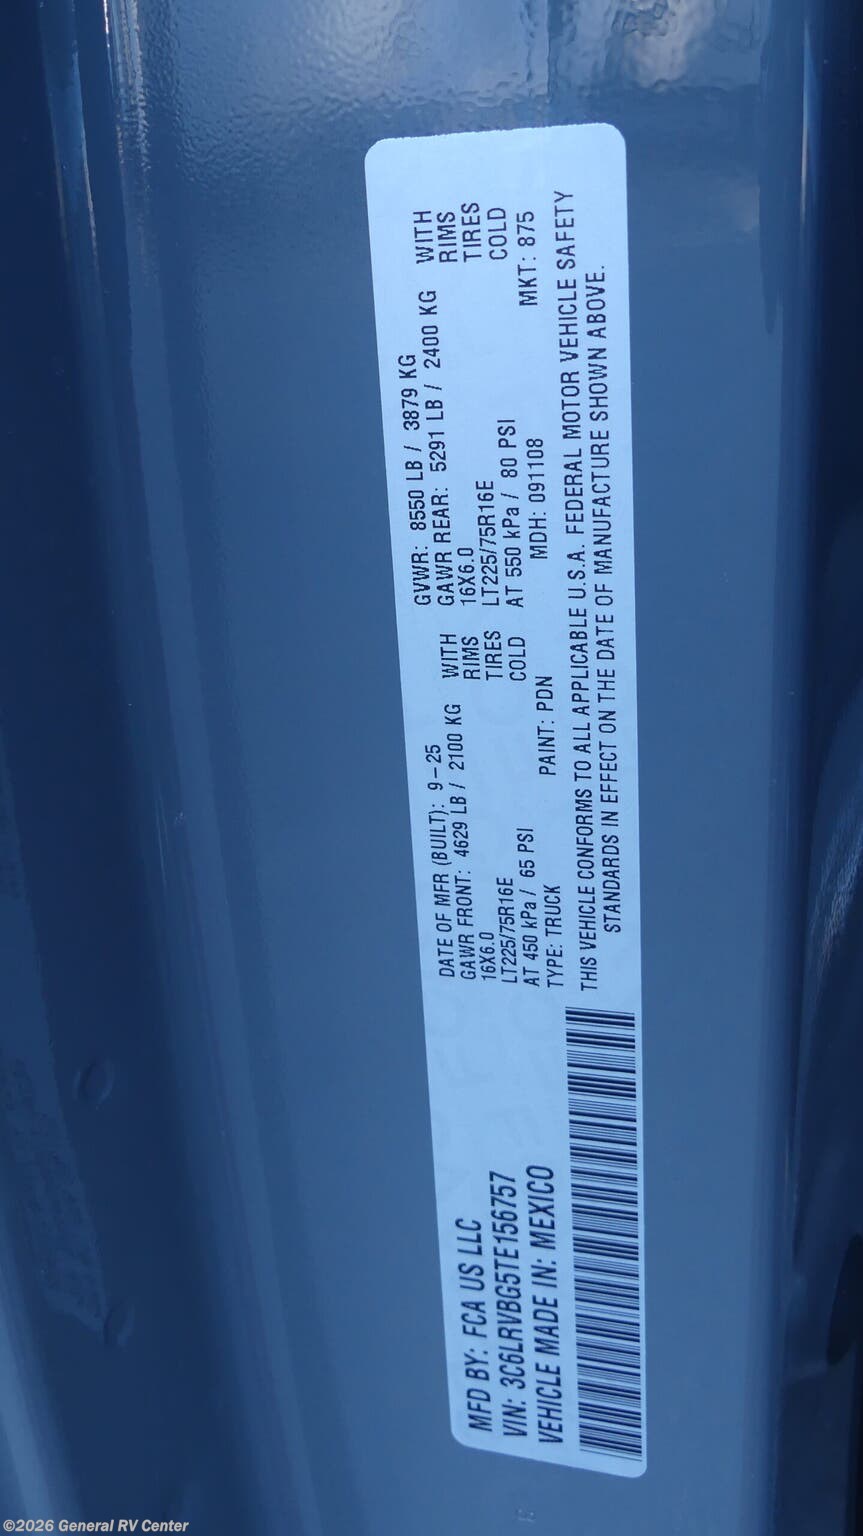 MFD BY: FCA US LLC
VIN: 3C6LRVBG5TE156757
VEHICLE MADE IN: MEXICO
DATE OF MFR (BUILT): 9-25 GVWR: 8550 LB / 3879 KG
GAWR FRONT: 4629 LB / 2100 KG WITH GAWR REAR: 5291 LB / 2400 KG WITH
16X6.0 RIMS 16X6.0 RIMS
LT225/75R16E TIRES LT225/75R16E TIRES
AT 450 kPa / 65 PSI COLD AT 550 kPa / 80 PSI COLD
TYPE: TRUCK PAINT: PDN MDH: 091108 MKT: 875
THIS VEHICLE CONFORMS TO ALL APPLICABLE U.S.A. FEDERAL MOTOR VEHICLE SAFETY
STANDARDS IN EFFECT ON THE DATE OF MANUFACTURE SHOWN ABOVE.
©2026 General RV Center